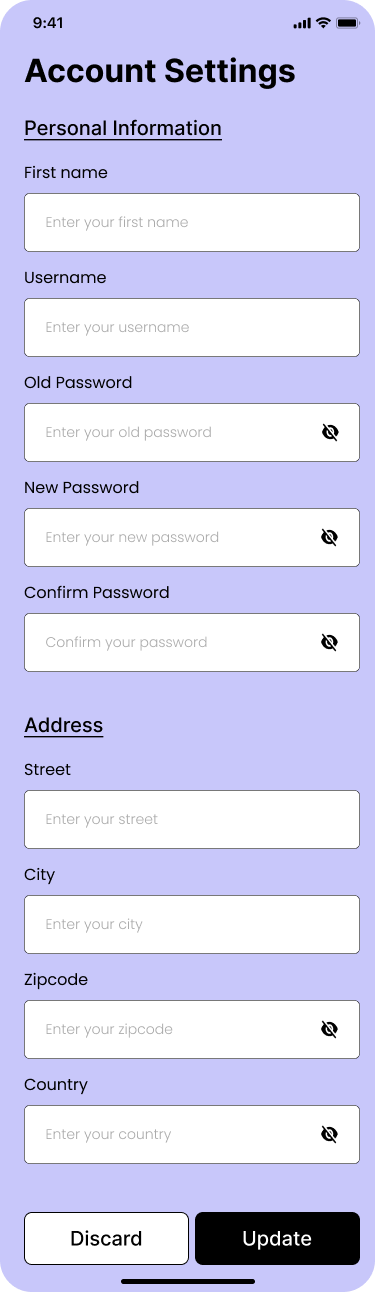 9:41
Account Settings
Personal Information
First name
Enter your first name
Username
Enter your username
Old Password
Enter your old password
New Password
Enter your new password
Confirm Password
Confirm your password
Address
Street
Enter your street
City
Enter your city
Zipcode
Enter your zipcode
Country
Enter your country
Discard Update